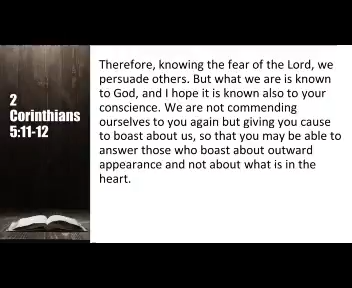 2
Corinthians
5:11-12
Therefore, knowing the fear of the Lord, we
persuade others. But what we are is known
to God, and I hope it is known also to your
conscience. We are not commending
ourselves to you again but giving you cause
to boast about us, so that you may be able to
answer those who boast about outward
appearance and not about what is in the
heart.